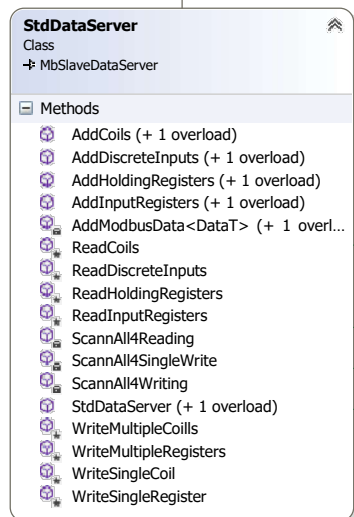 StdDataServer
Class
MbSlaveDataServer
Methods
AddCoils (+ 1 overload)
AddDiscreteInputs (+ 1 overload)
AddHoldingRegisters (+ 1 overload)
AddInputRegisters (+ 1 overload)
AddModbusData<DataT> (+ 1 overl...
ReadCoils
ReadDiscreteInputs
ReadHoldingRegisters
ReadInputRegisters
ScannAll4Reading
ScannAll4SingleWrite
ScannAll4Writing
StdDataServer (+ 1 overload)
WriteMultipleCoills
WriteMultipleRegisters
WriteSingleCoil
WriteSingleRegister